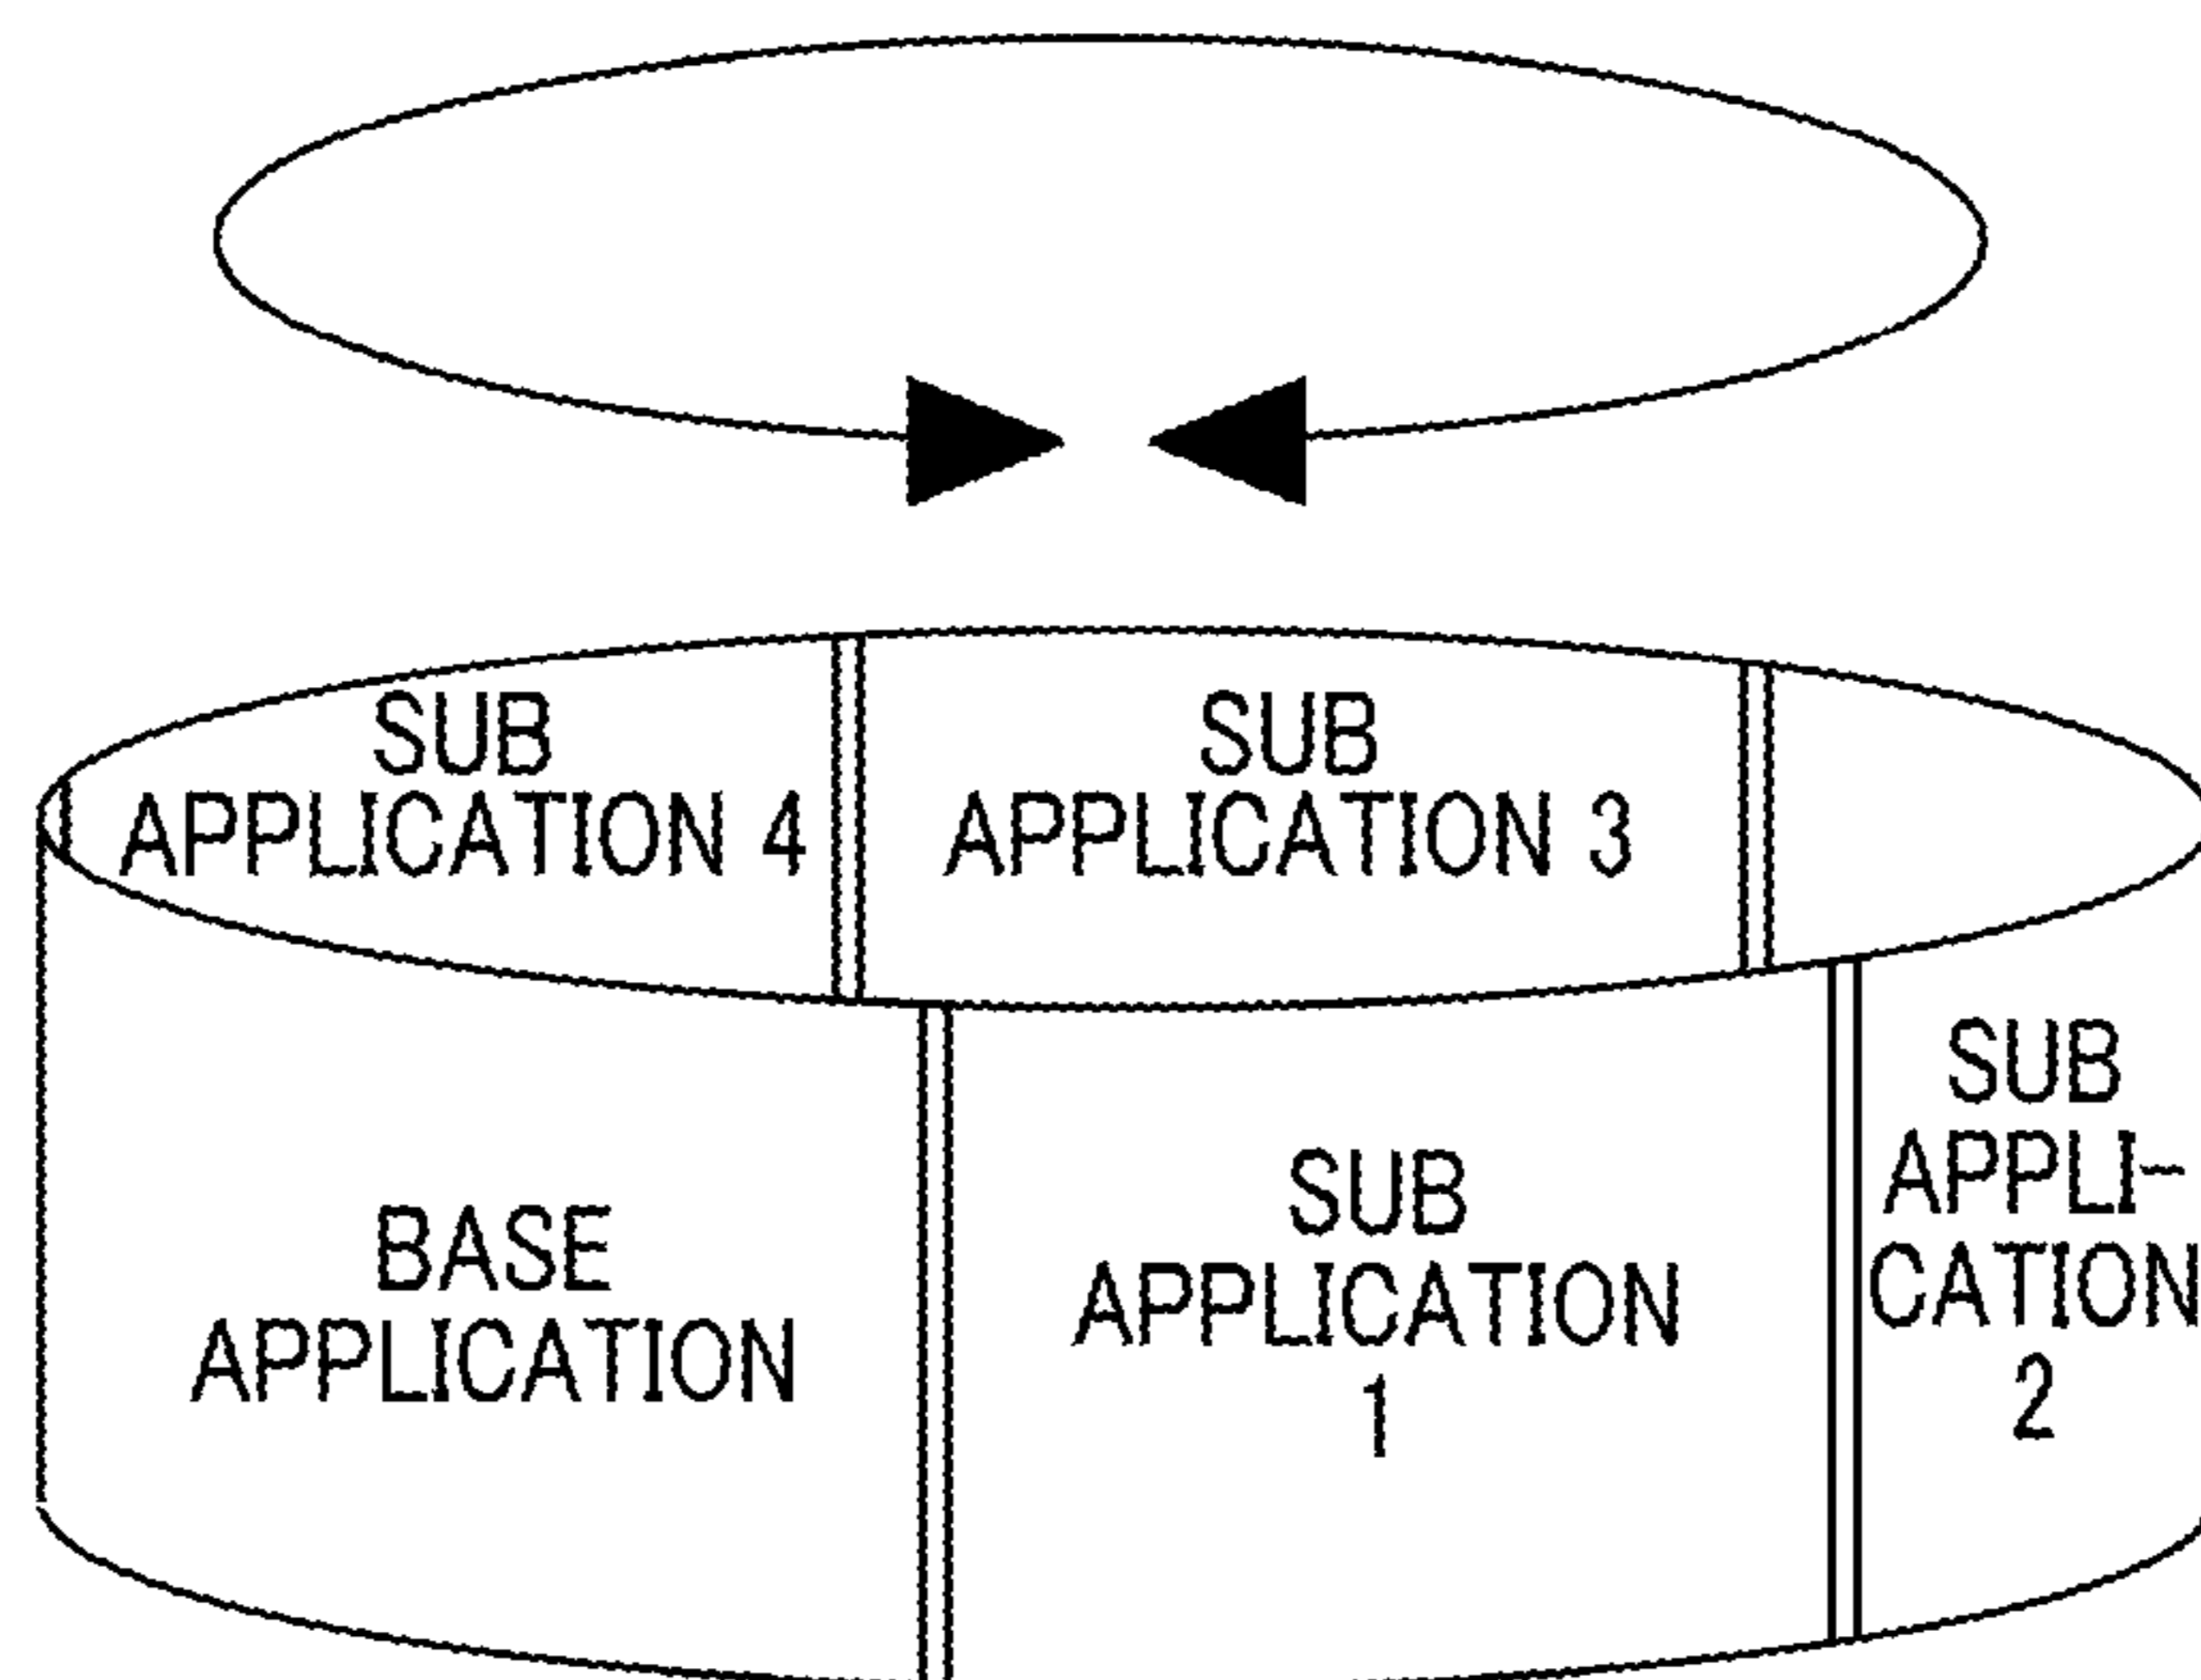 SUB
APPLICATION 4
SUB
APPLICATION 3
BASE
APPLICATION
SUB
APPLICATION
1
SUB
APPLI-
CATION
2